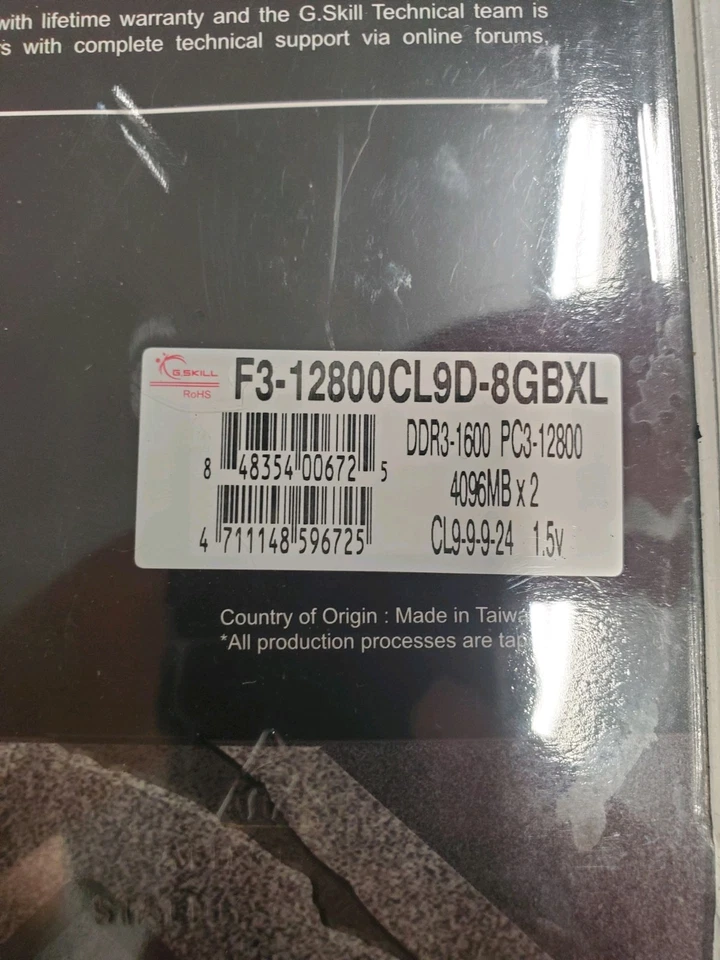 with lifetime warranty and the G.Skill Technical team is
with complete technical support via online forums,
G.SKILL
RoHS
F3-12800CL9D-8GBXL
8 48354 00672 5
DDR3-1600 PC3-12800
4096MB x 2
4 711148 596725
CL9-9-9-24 1.5v
Country of Origin : Made in
*All production processes are